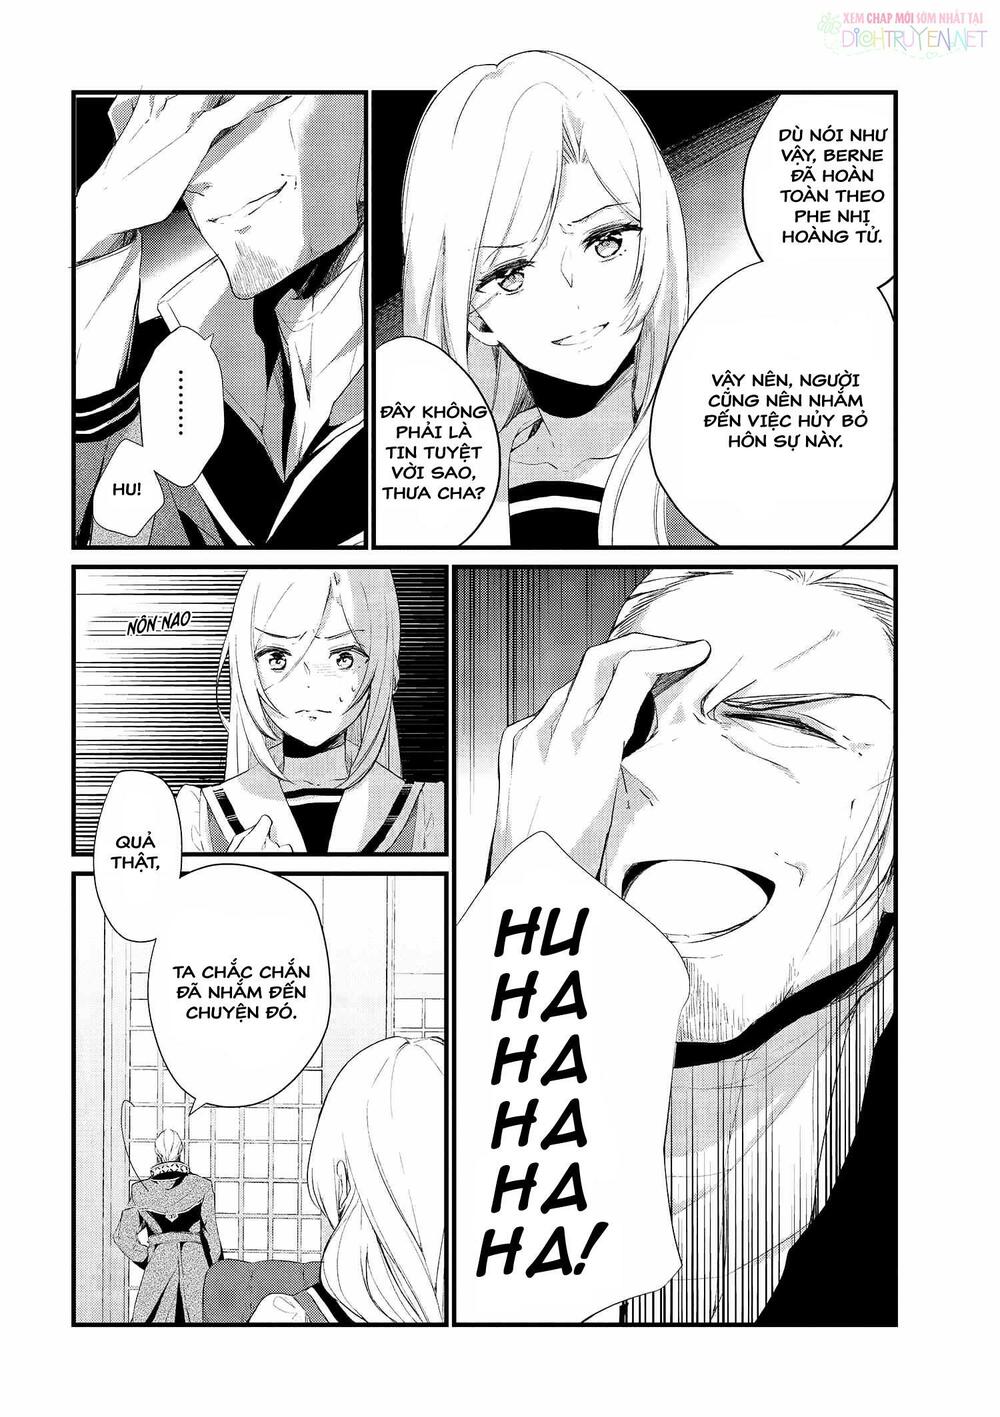 XEM CHAP MỚI SỚM NHẤT TẠI
DICHTRUYEN.NET
DÙ NÓI NHƯ
VẬY, BERNE
ĐÃ HOÀN
TOÀN THEO
PHE NHỊ
HOÀNG TỬ.
VẬY NÊN, NGƯỜI
CŨNG NÊN NHẮM
ĐẾN VIỆC HỦY BỎ
HÔN SỰ NÀY.
ĐÂY KHÔNG
PHẢI LÀ
TIN TUYỆT
VỜI SAO,
THƯA CHA?
.........
HU!
HU
HA
HA
HA
HA
HA!
NÔN NAO
QUẢ
THẬT,
TA CHẮC CHẮN
ĐÃ NHẮM ĐẾN
CHUYỆN ĐÓ.